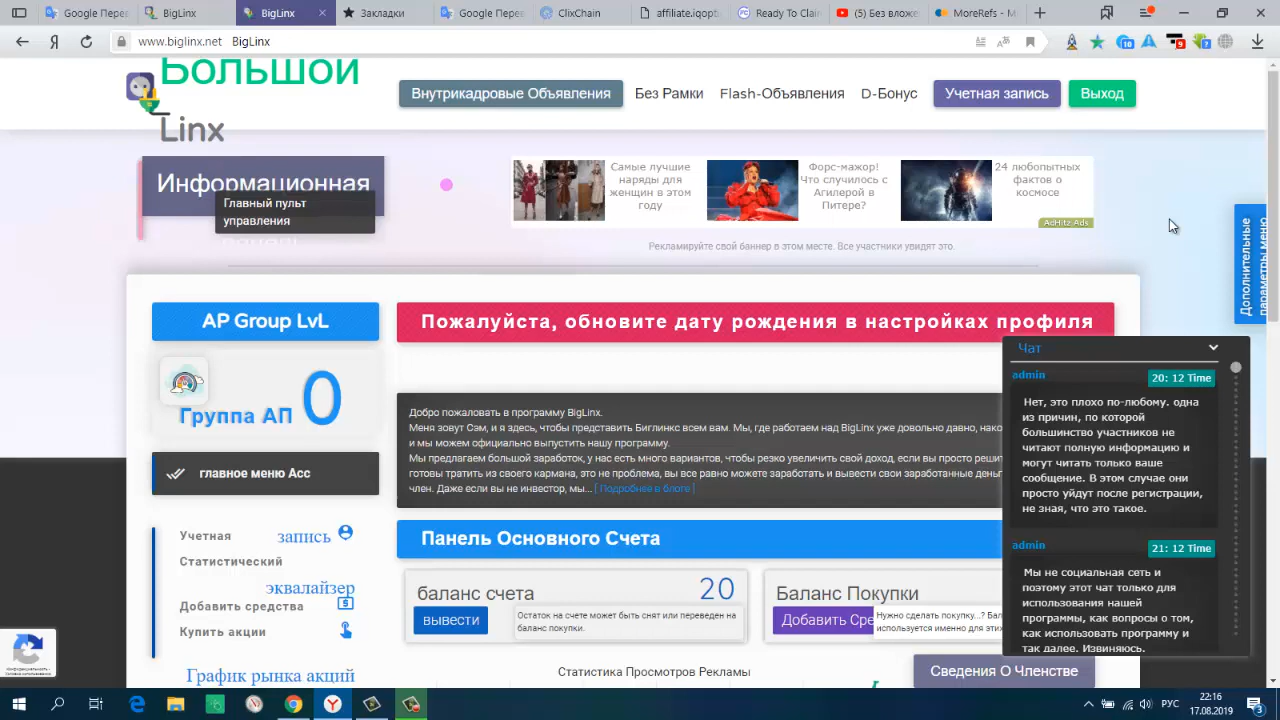 Google Перев
BigLinx
BigLinx
Закладки
Google Перев
ClixChain
affiliate.iqopti
Ready To Clai
(5) Без влож
MoreRefs - M
www.biglinx.net BigLinx
Большой
Linx
Внутрикадровые Объявления
Без Рамки
Flash-Объявления
D-Бонус
Учетная запись
Выход
Информационная
Главный пульт
управления
Самые лучшие
наряды для
женщин в этом
году
Форс-мажор!
Что случилось с
Агилерой в
Питере?
24 любопытных
фактов о
космосе
AdHitz Ads
Рекламируйте свой баннер в этом месте. Все участники увидят это.
Дополнительные
параметры меню
AP Group LvL
Группа АП 0
главное меню Acc
Учетная запись
Статистический
эквалайзер
Добавить средства
Купить акции
График рынка акций
Пожалуйста, обновите дату рождения в настройках профиля
Добро пожаловать в программу BigLinx.
Меня зовут Сэм, и я здесь, чтобы представить Биглинкс всем вам. Мы, где работаем над BigLinx уже довольно давно, нако
и мы можем официально выпустить нашу программу.
Мы предлагаем большой заработок, у нас есть много вариантов, чтобы резко увеличить свой доход, если вы просто решит
готовы тратить из своего кармана, это не проблема, вы все равно можете заработать и вывести свои заработанные деньг
член. Даже если вы не инвестор, мы... [ Подробнее в блоге ]
Панель Основного Счета
баланс счета 20
вывести
Остаток на счете может быть снят или переведен на
баланс покупки.
Баланс Покупки
Добавить Сре
Нужно сделать покупку...? Бал
используется именно для этих
Статистика Просмотров Рекламы
Сведения О Членстве
Чат
admin
20: 12 Time
Нет, это плохо по-любому. одна
из причин, по которой
большинство участников не
читают полную информацию и
могут читать только ваше
сообщение. В этом случае они
просто уйдут после регистрации,
не зная, что это такое.
admin
21: 12 Time
Мы не социальная сеть и
поэтому этот чат только для
использования нашей
программы, как вопросы о том,
как использовать программу и
так далее. Извиняюсь.
РУС
22:16
17.08.2019